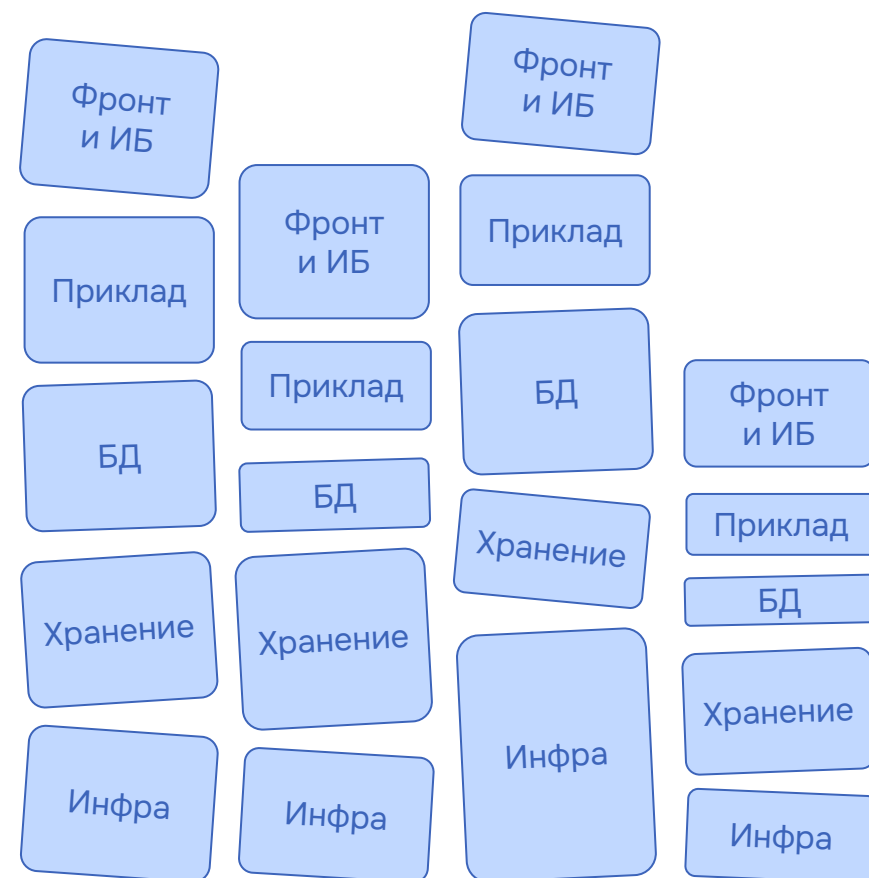 Фронт
и ИБ
Приклад
БД
Хранение
Инфра
Фронт
и ИБ
Приклад
БД
Хранение
Инфра
Фронт
и ИБ
Приклад
БД
Хранение
Инфра
Фронт
и ИБ
Приклад
БД
Хранение
Инфра